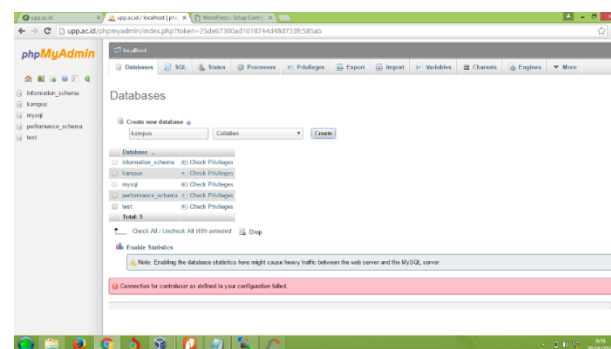 upp.ac.id
upp.ac.id / localhost | php
WordPress › Setup Config
upp.ac.id/phpmyadmin/index.php?token=
phpMyAdmin
localhost
Databases SQL Status Processes Privileges Export Import Variables Charsets Engines More
information_schema
kampus
mysql
performance_schema
test
Databases
Create new database
kampus Collation Create
Database
information_schema Check Privileges
kampus Check Privileges
mysql Check Privileges
performance_schema Check Privileges
test Check Privileges
Total: 5
Check All / Uncheck All With selected: Drop
Enable Statistics
Note: Enabling the database statistics here might cause heavy traffic between the web server and the MySQL server.
Connection for controluser as defined in your configuration failed.